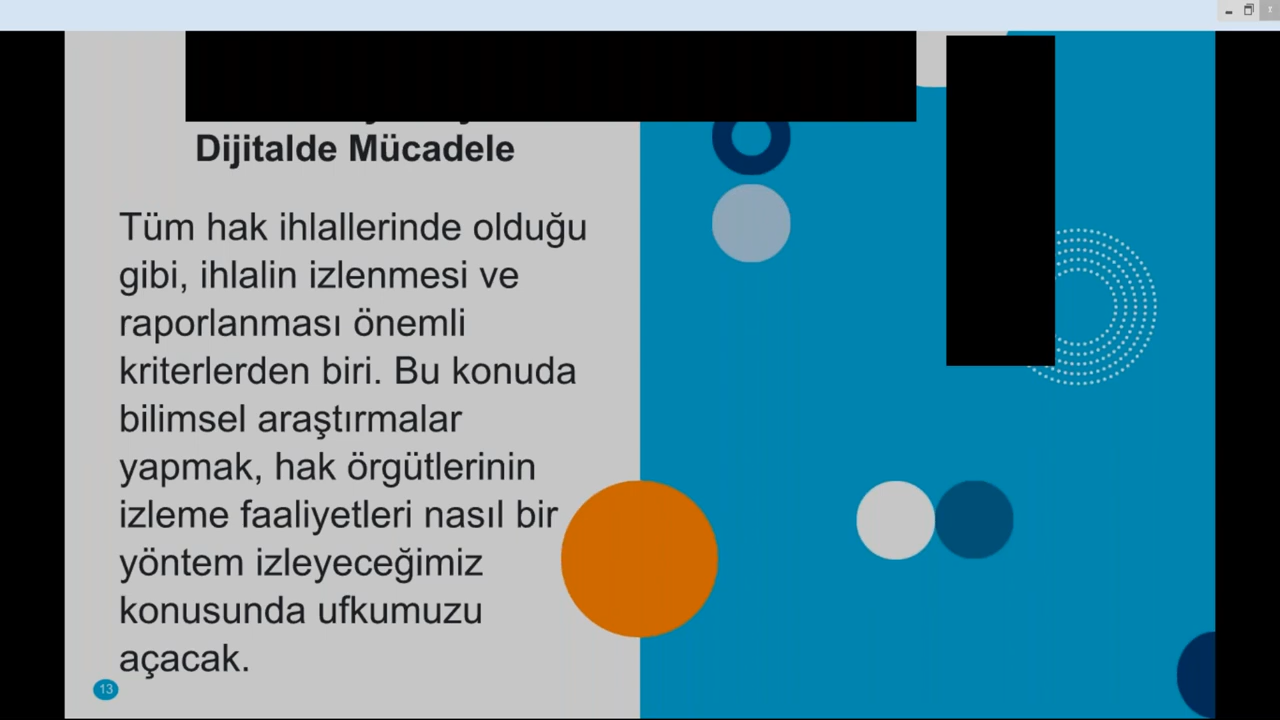 Dijitalde Mücadele
Tüm hak ihlallerinde olduğu
gibi, ihlalin izlenmesi ve
raporlanması önemli
kriterlerden biri. Bu konuda
bilimsel araştırmalar
yapmak, hak örgütlerinin
izleme faaliyetleri nasıl bir
yöntem izleyeceğimiz
konusunda ufkumuzu
açacak.
13